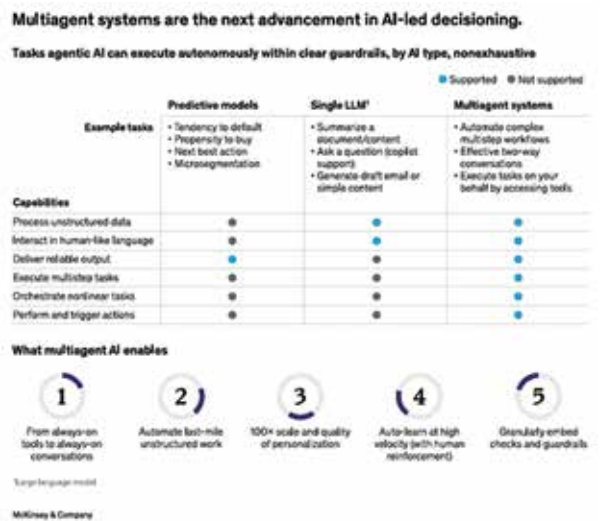 Multiagent systems are the next advancement in AI-led decisioning.
Tasks agentic AI can execute autonomously within clear guardrails, by AI type, nonexhaustive
Supported Not supported
Predictive models Single LLM¹ Multiagent systems
Example tasks
• Tendency to default
• Propensity to buy
• Next best action
• Microsegmentation
• Summarize a
document/content
• Ask a question (copilot
support)
• Generate draft email or
simple content
• Automate complex
multistep workflows
• Effective two-way
conversations
• Execute tasks on your
behalf by accessing tools
Capabilities
Process unstructured data
Interact in human-like language
Deliver reliable output
Execute multistep tasks
Orchestrate nonlinear tasks
Perform and trigger actions
What multiagent AI enables
1
From always-on
tools to always-on
conversations
2
Automate last-mile
unstructured work
3
100× scale and quality
of personalization
4
Auto-learn at high
velocity (with human
reinforcement)
5
Granularly embed
checks and guardrails
¹Large language model.
McKinsey & Company